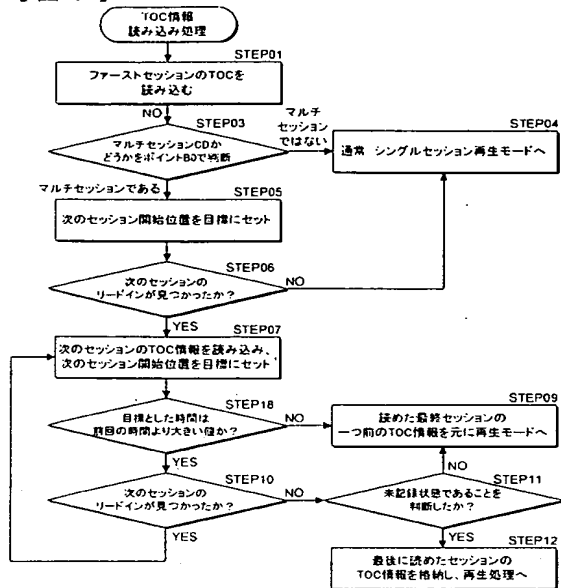 TOC情報
読み込み処理
STEP01
ファーストセッションのTOCを
読み込む
NO
STEP03
マルチセッションCDか
どうかをポイントB0で判断
マルチ
セッション
ではない
STEP04
通常 シングルセッション再生モードへ
マルチセッションである
STEP05
次のセッション開始位置を目標にセット
STEP06
次のセッションの
リードインが見つかったか?
NO
YES
STEP07
次のセッションのTOC情報を読み込み、
次のセッション開始位置を目標にセット
STEP18
目標とした時間は
前回の時間より大きい値か?
NO
STEP09
読めた最終セッションの
一つ前のTOC情報を元に再生モードへ
YES
STEP10
次のセッションの
リードインが見つかったか?
NO
NO
STEP11
未記録状態であることを
判断したか?
YES
YES
STEP12
最後に読めたセッションの
TOC情報を格納し、再生処理へ